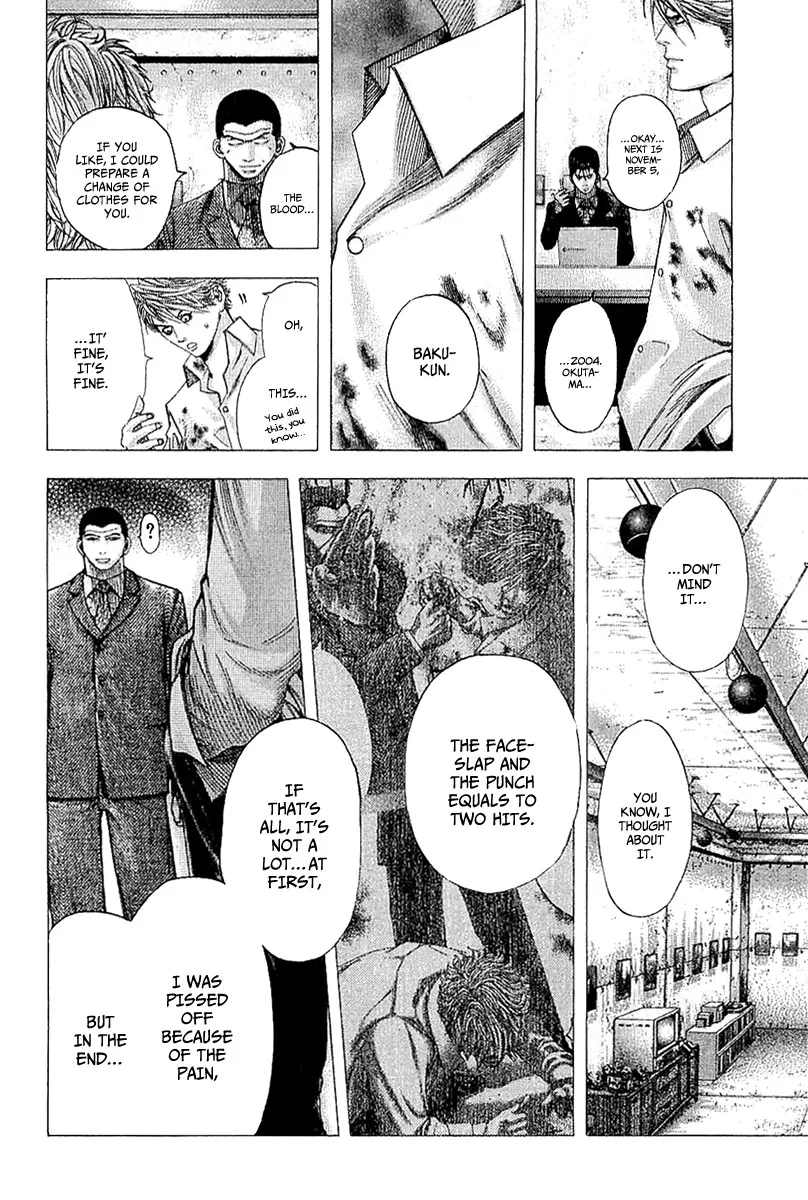 ...OKAY...
NEXT IS
NOVEM-
BER 5,
...2004.
OKUTA-
MA...
BAKU-
KUN.
THE
BLOOD...
IF YOU
LIKE, I COULD
PREPARE A
CHANGE OF
CLOTHES FOR
YOU.
OH,
THIS...
You did
this, you
know...
...IT'
FINE,
IT'S
FINE.
...DON'T
MIND
IT...
YOU
KNOW, I
THOUGHT
ABOUT
IT.
THE FACE-
SLAP AND
THE PUNCH
EQUALS TO
TWO HITS.
?
IF
THAT'S
ALL, IT'S
NOT A
LOT...AT
FIRST,
I WAS
PISSED
OFF
BECAUSE
OF THE
PAIN,
BUT
IN THE
END...